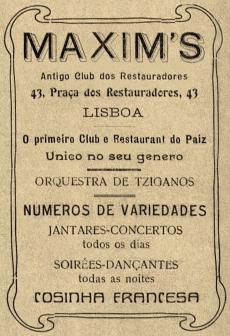 MAXIM'S
Antigo Club dos Restauradores
43, Praça dos Restauradores, 43
LISBOA
O primeiro Club e Restaurant do Paiz
Unico no seu genero
ORQUESTRA DE TZIGANOS
NUMEROS DE VARIEDADES
JANTARES-CONCERTOS
todos os dias
SOIRÉES-DANÇANTES
todas as noites
COSINHA FRANCESA